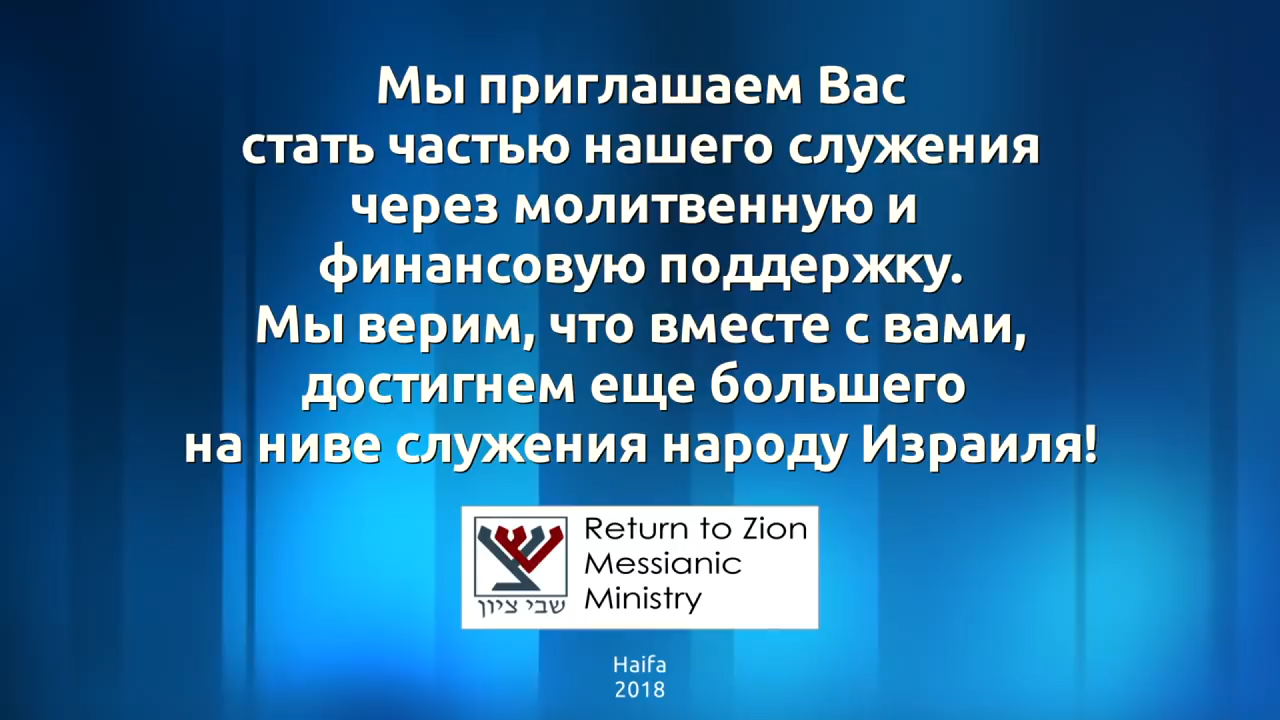 Мы приглашаем Вас
стать частью нашего служения
через молитвенную и
финансовую поддержку.
Мы верим, что вместе с вами,
достигнем еще большего
на ниве служения народу Израиля!
Return to Zion
Messianic
Ministry
שבי ציון
Haifa
2018